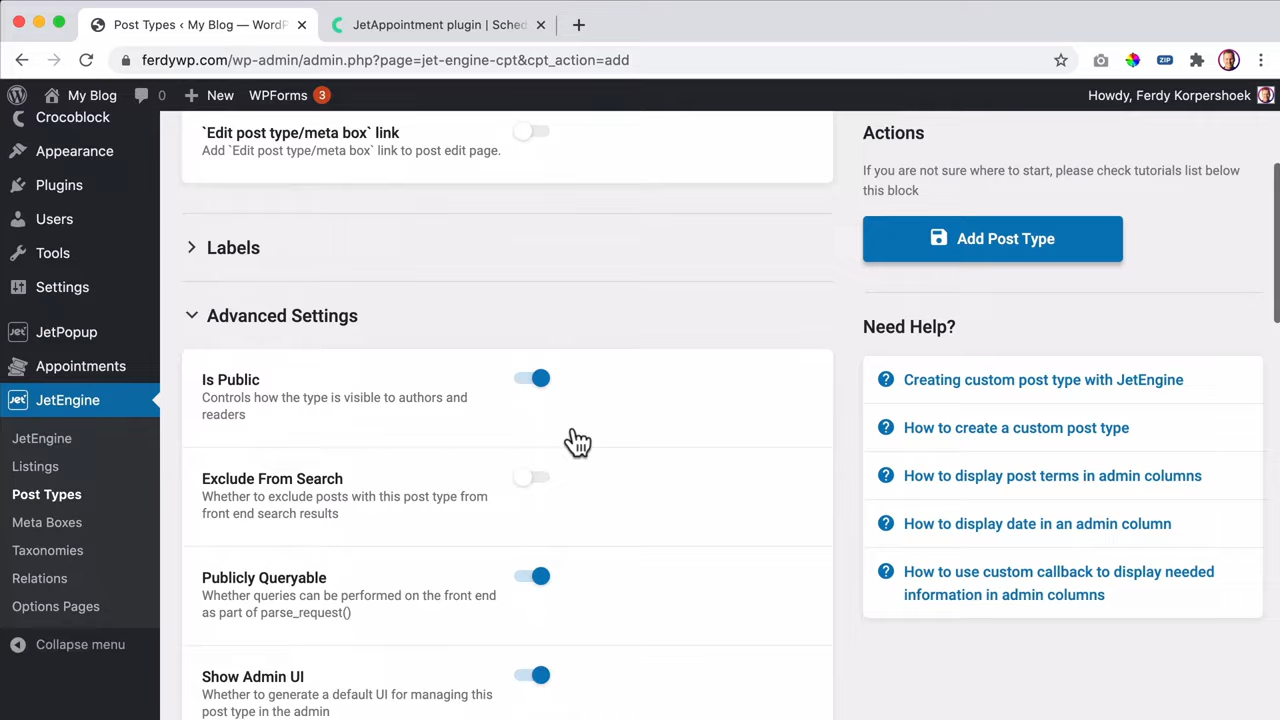 Post Types ‹ My Blog — WordP
JetAppointment plugin | Sched
ferdywp.com/wp-admin/admin.php?page=jet-engine-cpt&cpt_action=add
ZIP
My Blog
0
New
WPForms
3
Howdy, Ferdy Korpershoek
Crocoblock
Appearance
Plugins
Users
Tools
Settings
JetPopup
Appointments
JetEngine
JetEngine
Listings
Post Types
Meta Boxes
Taxonomies
Relations
Options Pages
Collapse menu
`Edit post type/meta box` link
Add `Edit post type/meta box` link to post edit page.
Labels
Advanced Settings
Is Public
Controls how the type is visible to authors and
readers
Exclude From Search
Whether to exclude posts with this post type from
front end search results
Publicly Queryable
Whether queries can be performed on the front end
as part of parse_request()
Show Admin UI
Whether to generate a default UI for managing this
post type in the admin
Actions
If you are not sure where to start, please check tutorials list below
this block
Add Post Type
Need Help?
Creating custom post type with JetEngine
How to create a custom post type
How to display post terms in admin columns
How to display date in an admin column
How to use custom callback to display needed
information in admin columns